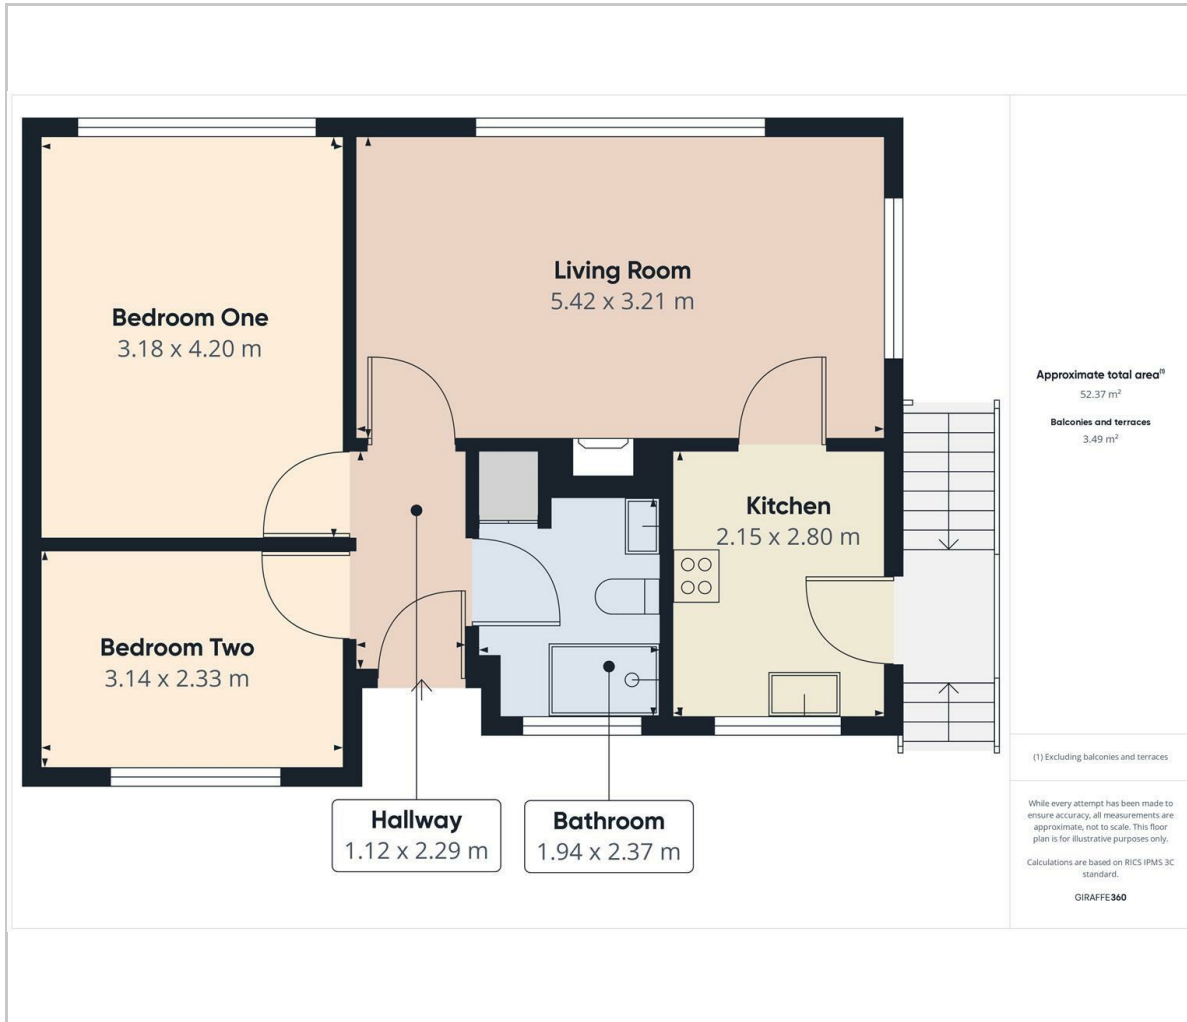 Living Room
5.42 x 3.21 m
Bedroom One
3.18 x 4.20 m
Kitchen
2.15 x 2.80 m
Bedroom Two
3.14 x 2.33 m
Hallway
1.12 x 2.29 m
Bathroom
1.94 x 2.37 m
Approximate total area⁽¹⁾
52.37 m²
Balconies and terraces
3.49 m²
(1) Excluding balconies and terraces
While every attempt has been made to
ensure accuracy, all measurements are
approximate, not to scale. This floor
plan is for illustrative purposes only.
Calculations are based on RICS IPMS 3C
standard.
GIRAFFE360